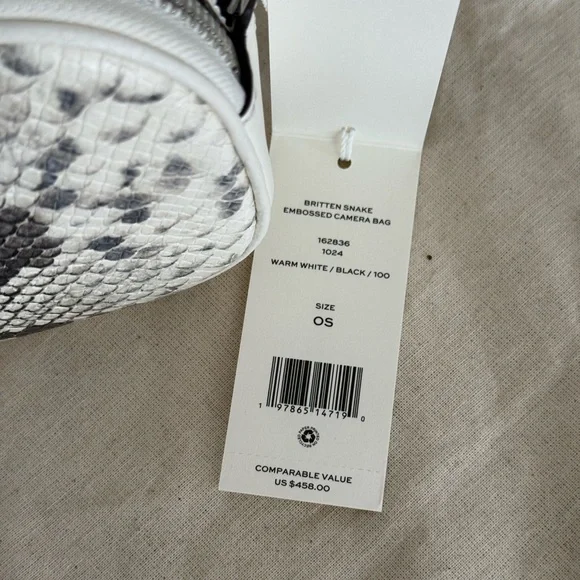 BRITTEN SNAKE
EMBOSSED CAMERA BAG
162836
1024
WARM WHITE / BLACK / 100
SIZE
OS
1 97865 14719 0
COMPARABLE VALUE
US $458.00